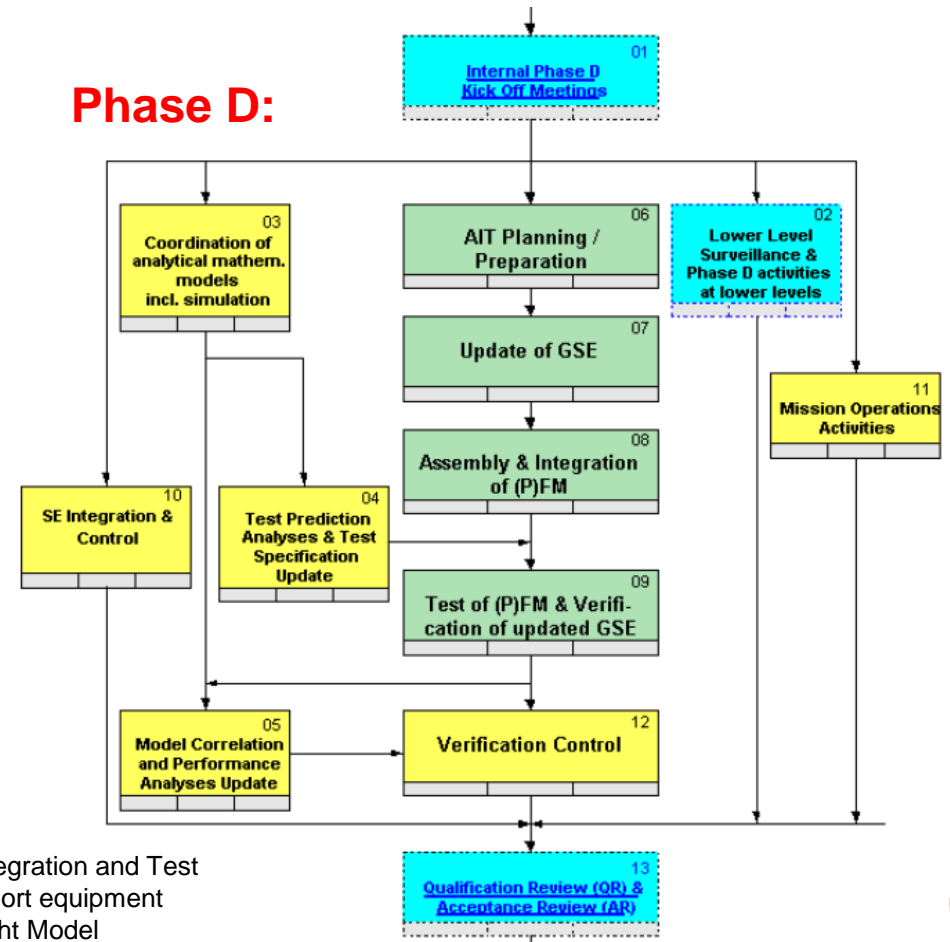 Phase D:
01
Internal Phase D
Kick Off Meetings
03
Coordination of
analytical mathem.
models
incl. simulation
06
AIT Planning /
Preparation
02
Lower Level
Surveillance &
Phase D activities
at lower levels
07
Update of GSE
11
Mission Operations
Activities
08
Assembly & Integration
of (P)FM
10
SE Integration &
Control
04
Test Prediction
Analyses & Test
Specification
Update
09
Test of (P)FM & Verifi-
cation of updated GSE
05
Model Correlation
and Performance
Analyses Update
12
Verification Control
13
Qualification Review (QR) &
Acceptance Review (AR)
and Test
equipment
Model